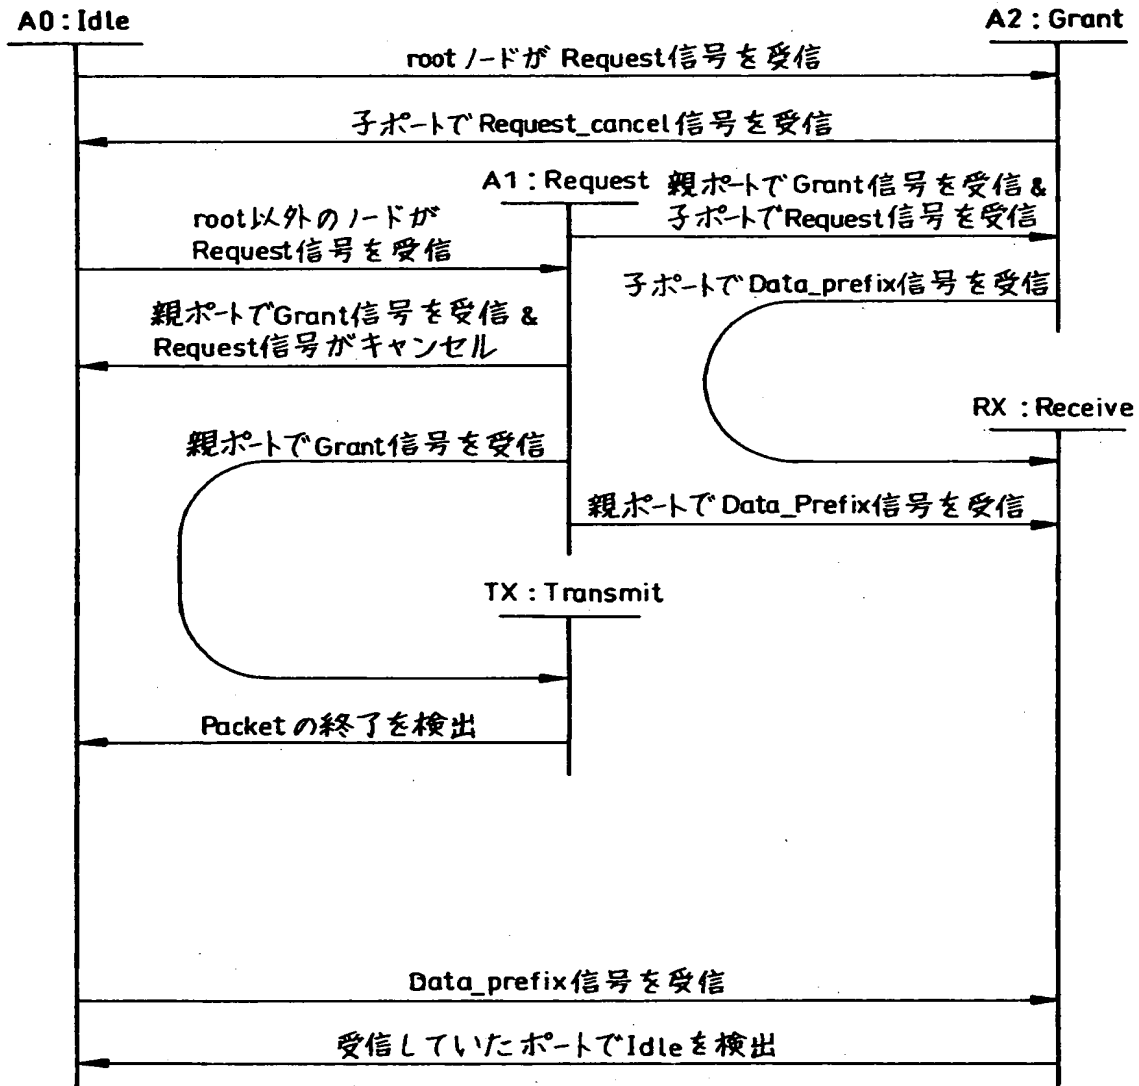 A0：Idle
A2：Grant
rootノードが Request信号を受信
子ポートでRequest_cancel信号を受信
A1：Request
親ポートでGrant信号を受信&
子ポートでRequest信号を受信
root以外のノードが
Request信号を受信
子ポートでData_prefix信号を受信
親ポートでGrant信号を受信&
Request信号がキャンセル
RX：Receive
親ポートでGrant信号を受信
親ポートでData_Prefix信号を受信
TX：Transmit
Packetの終了を検出
Data_prefix信号を受信
受信していたポートでIdleを検出